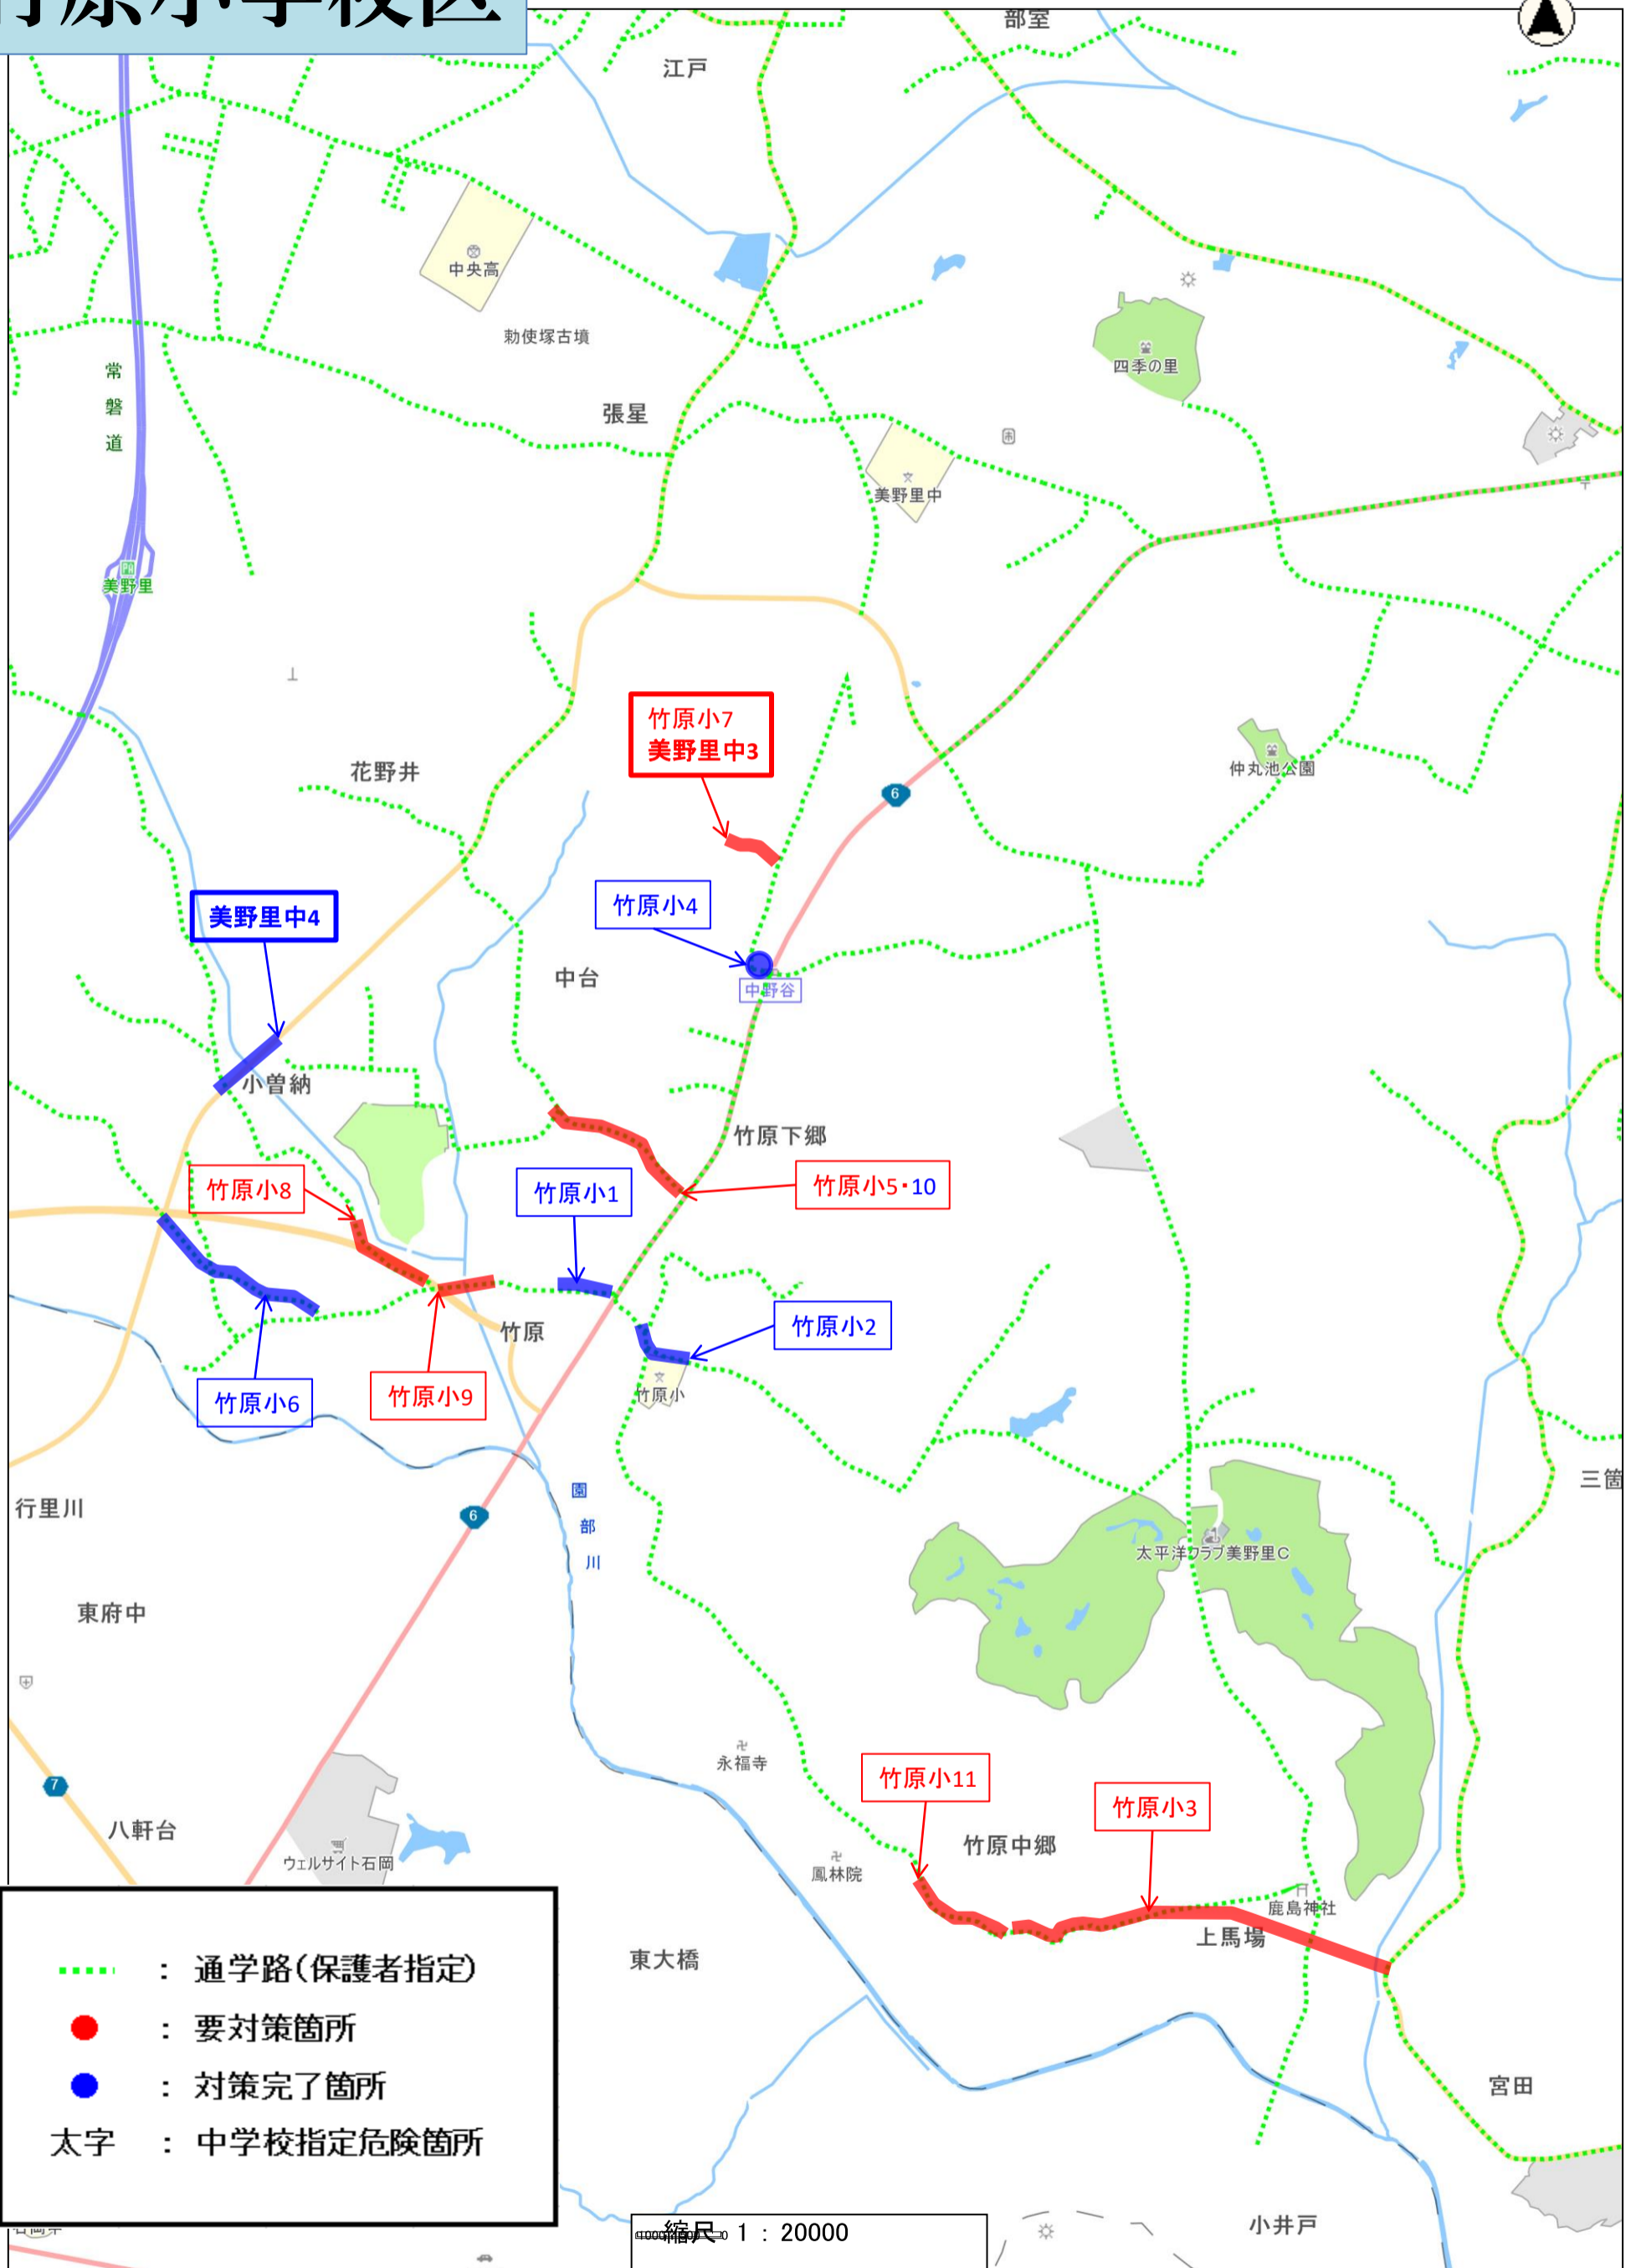 竹原小学校区
部室
江戸
中央高
勅使塚古墳
四季の里
常磐道
張星
美野里中
美野里
竹原小7
美野里中3
花野井
仲丸池公園
6
竹原小4
美野里中4
中台
中野谷
小曽納
竹原下郷
竹原小8
竹原小1
竹原小5・10
竹原小2
竹原
竹原小6
竹原小9
竹原小
三箇
行里川
6
園部川
太平洋クラブ美野里C
東府中
永福寺
7
竹原小11
竹原小3
八軒台
竹原中郷
ウェルサイト石岡
鳳林院
鹿島神社
上馬場
東大橋
: 通学路(保護者指定)
: 要対策箇所
: 対策完了箇所
太字 : 中学校指定危険箇所
宮田
小井戸
縮尺 1 : 20000